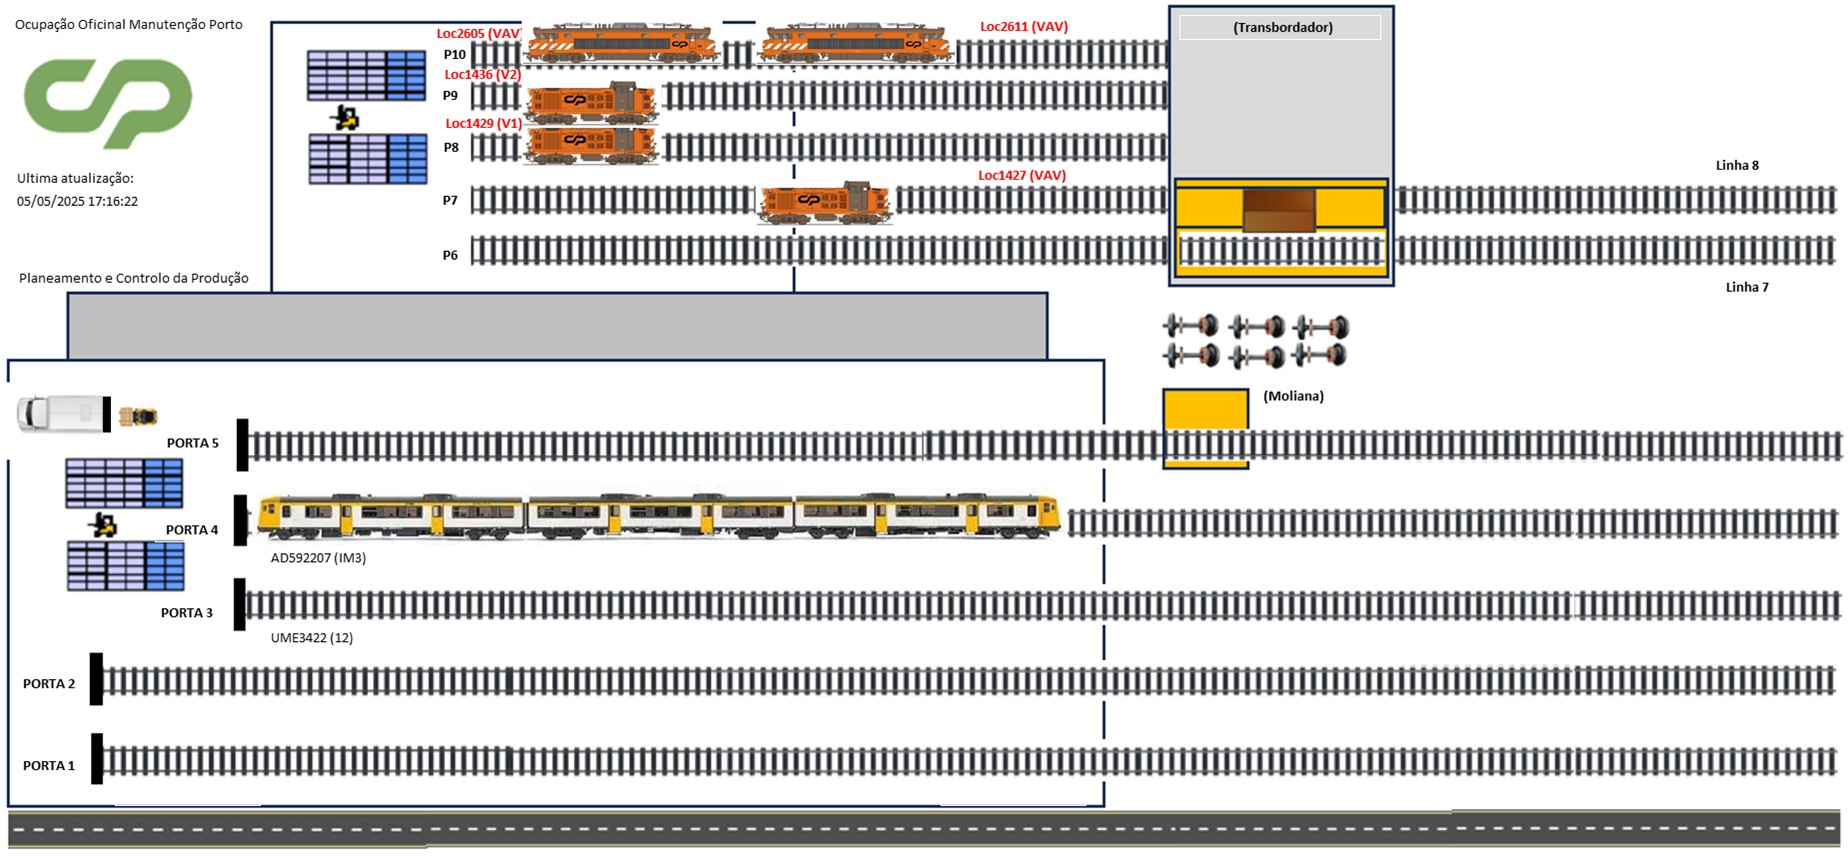 Ocupação Oficinal Manutenção Porto
Loc2605 (VAV)
Loc2611 (VAV)
(Transbordador)
P10
Loc1436 (V2)
P9
Loc1429 (V1)
P8
Linha 8
Loc1427 (VAV)
Ultima atualização:
05/05/2025 17:16:22
P7
P6
Planeamento e Controlo da Produção
Linha 7
(Moliana)
PORTA 5
PORTA 4
AD592207 (IM3)
PORTA 3
UME3422 (12)
PORTA 2
PORTA 1